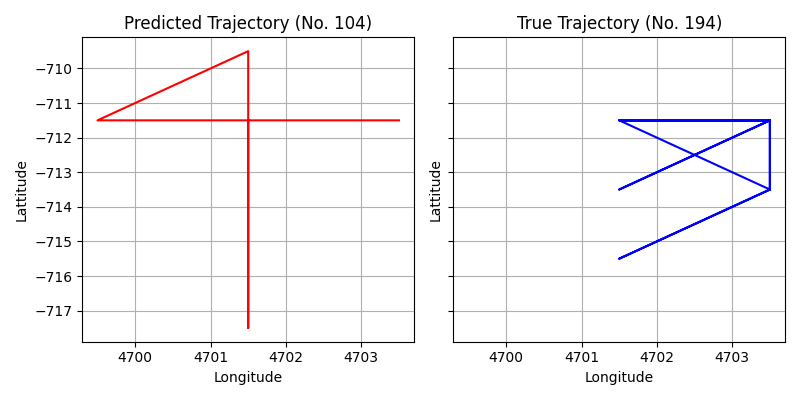 Predicted Trajectory (No. 104)
True Trajectory (No. 194)
−710
−711
−712
−713
−714
−715
−716
−717
Lattitude
Lattitude
4700 4701 4702 4703
4700 4701 4702 4703
Longitude
Longitude